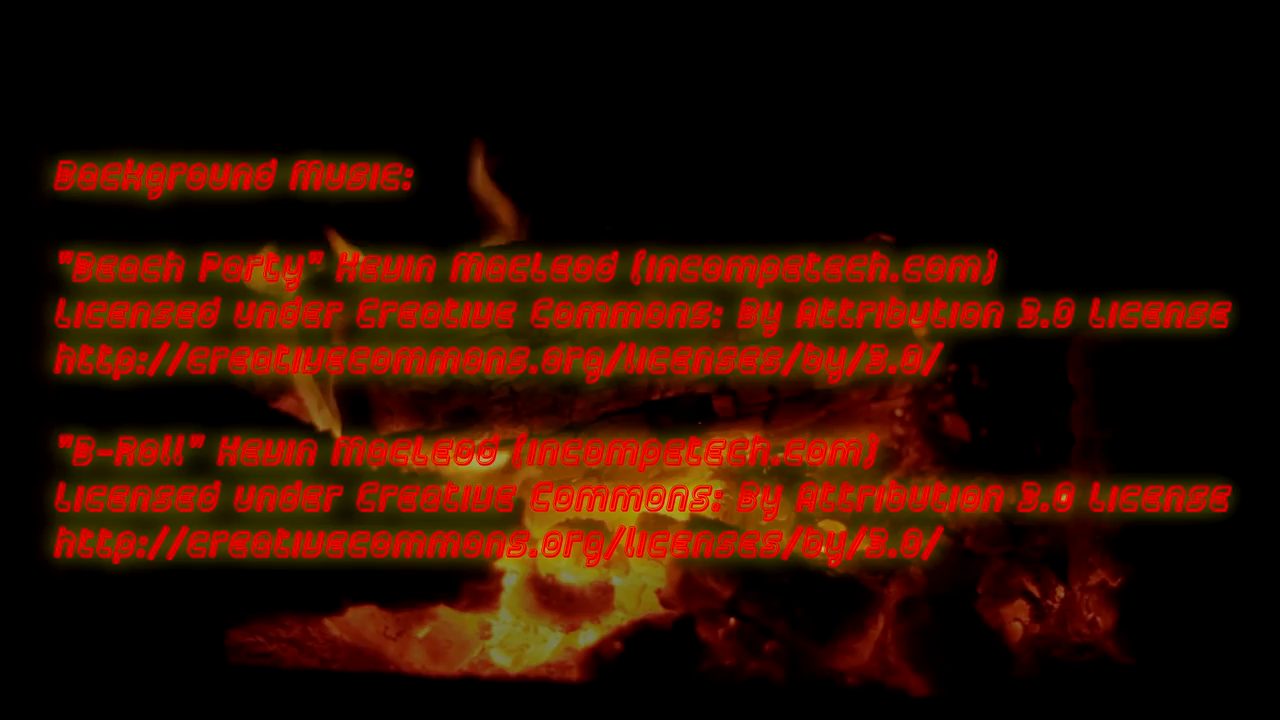 Background Music:
"Beach Party" Kevin MacLeod (incompetech.com)
Licensed under Creative Commons: By Attribution 3.0 License
http://creativecommons.org/licenses/by/3.0/
"B-Roll" Kevin MacLeod (incompetech.com)
Licensed under Creative Commons: By Attribution 3.0 License
http://creativecommons.org/licenses/by/3.0/